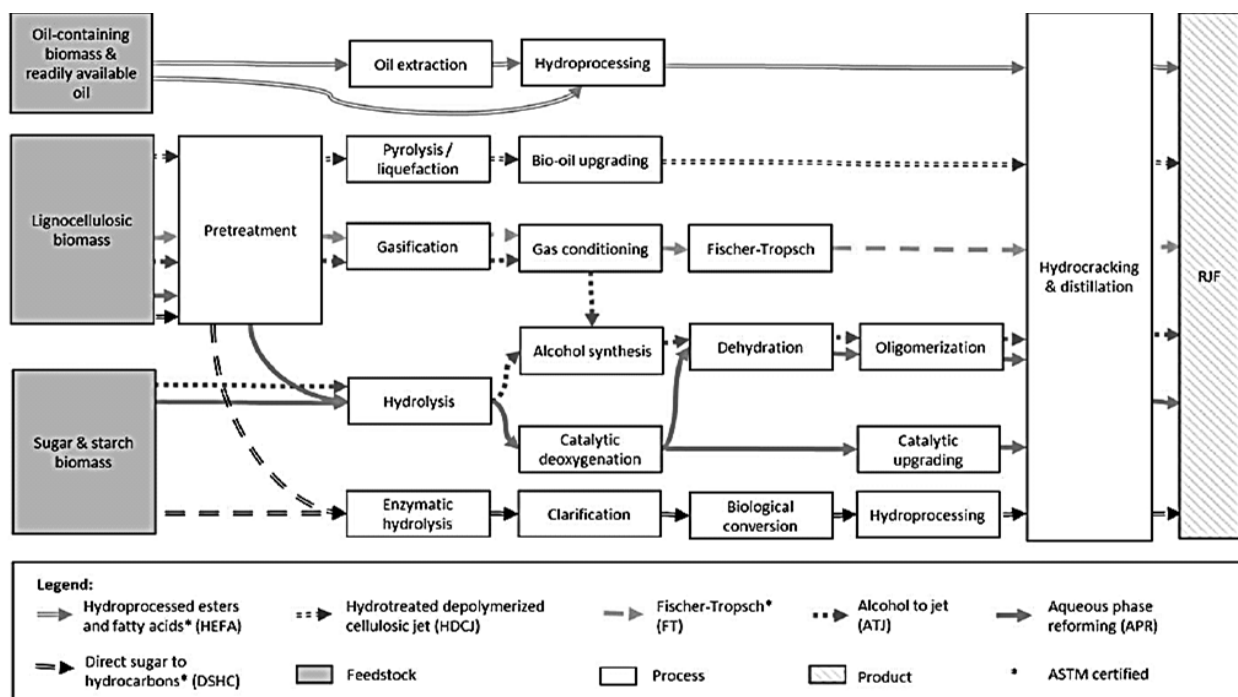 Oil-containing
biomass &
readily available
oil
Oil extraction
Hydroprocessing
Lignocellulosic
biomass
Pretreatment
Pyrolysis /
liquefaction
Bio-oil upgrading
Gasification
Gas conditioning
Fischer-Tropsch
Hydrocracking
& distillation
RJF
Alcohol synthesis
Dehydration
Oligomerization
Sugar & starch
biomass
Hydrolysis
Catalytic
deoxygenation
Catalytic
upgrading
Enzymatic
hydrolysis
Clarification
Biological
conversion
Hydroprocessing
Legend:
Hydroprocessed esters
and fatty acids* (HEFA)
Hydrotreated depolymerized
cellulosic jet (HDCJ)
Fischer-Tropsch*
(FT)
Alcohol to jet
(ATJ)
Aqueous phase
reforming (APR)
Direct sugar to
hydrocarbons* (DSHC)
Feedstock
Process
Product
* ASTM certified